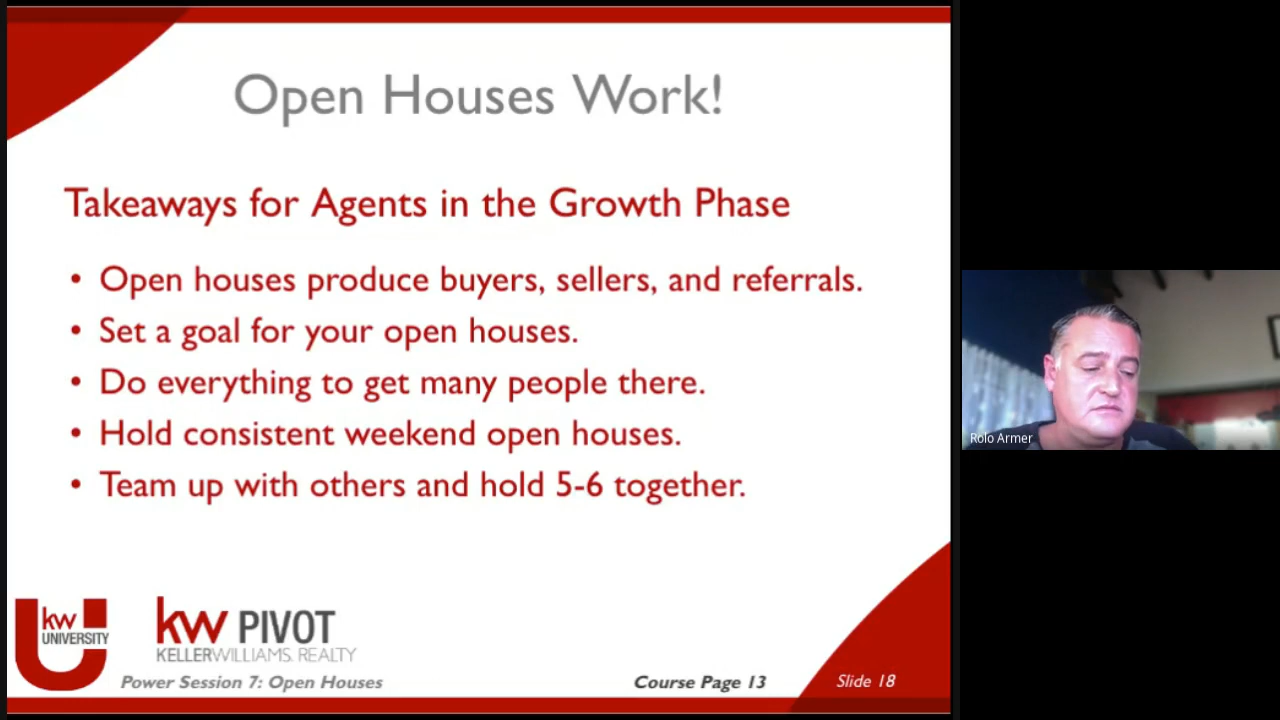 Open Houses Work!
Takeaways for Agents in the Growth Phase
• Open houses produce buyers, sellers, and referrals.
• Set a goal for your open houses.
• Do everything to get many people there.
• Hold consistent weekend open houses.
• Team up with others and hold 5-6 together.
kw
UNIVERSITY
kw PIVOT
KELLERWILLIAMS. REALTY
Power Session 7: Open Houses
Course Page 13
Slide 18
Rolo Armer